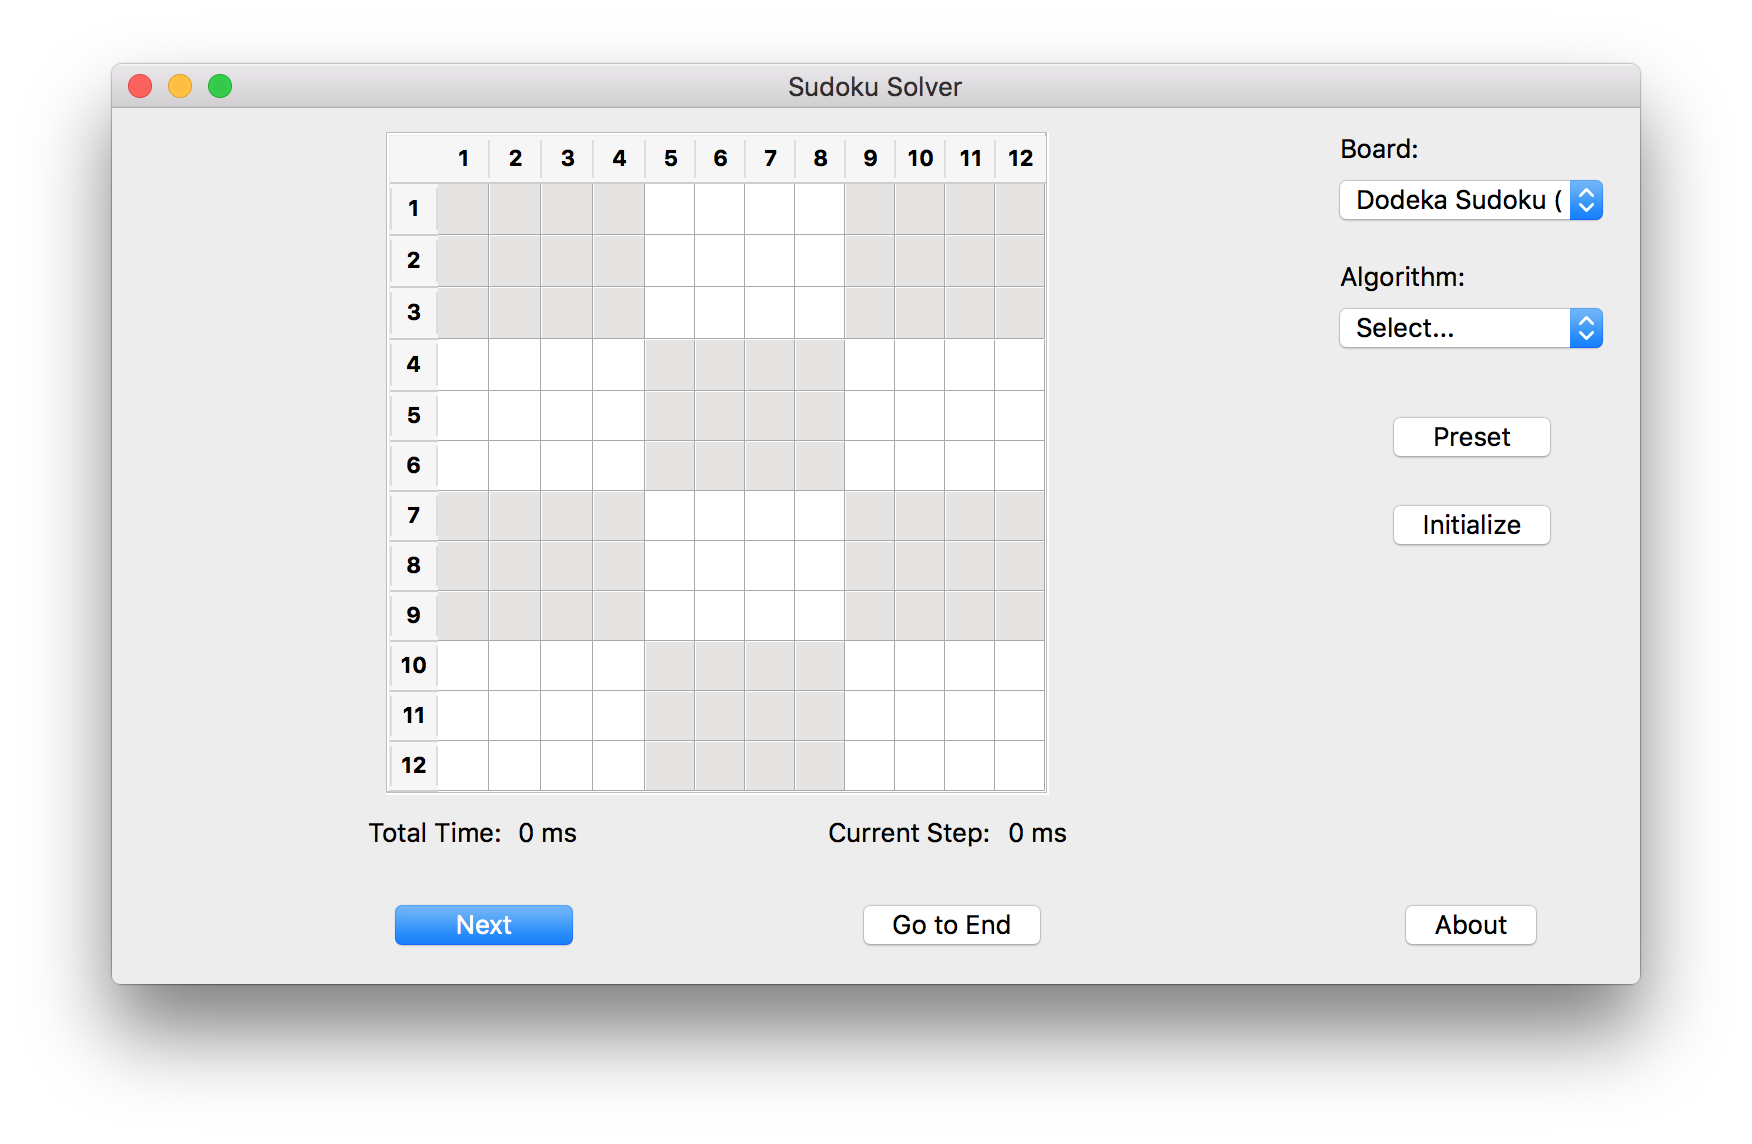 Sudoku Solver
1 2 3 4 5 6 7 8 9 10 11 12
1
2
3
4
5
6
7
8
9
10
11
12
Total Time: 0 ms
Current Step: 0 ms
Next
Go to End
Board:
Dodeka Sudoku (
Algorithm:
Select...
Preset
Initialize
About